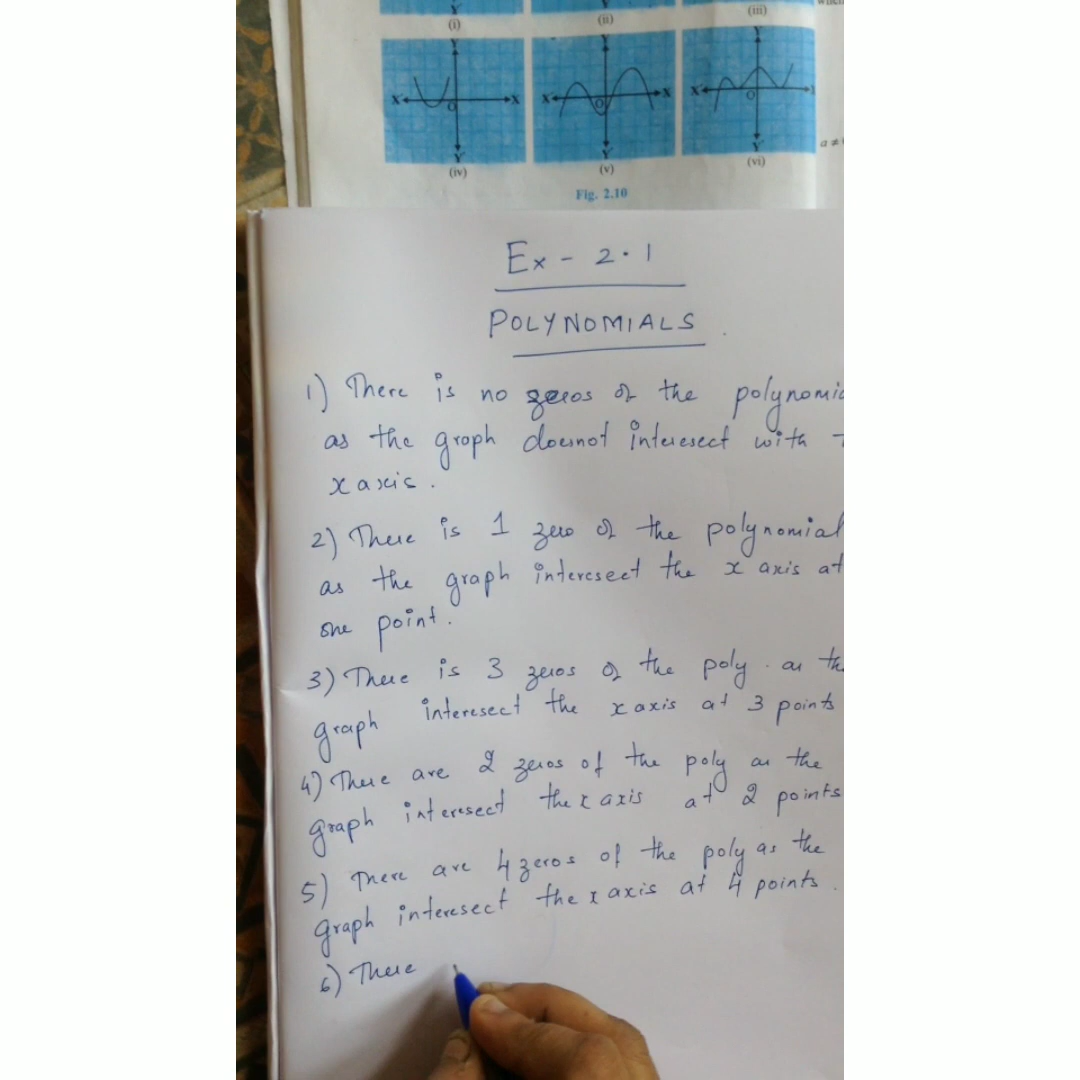 Y' Y' Y'
(i) (ii) (iii)
Y Y Y
X' O X X' O X X' O
Y' Y' Y'
(iv) (v) (vi)
a ≠
Fig. 2.10
Ex - 2.1
POLYNOMIALS
1) There is no zeros of the polynomia
as the graph doesnot interesect with
x axis.
2) There is 1 zero of the polynomial
as the graph interesect the x axis at
one point.
3) There is 3 zeros of the poly. as the
graph interesect the x axis at 3 points
4) There are 2 zeros of the poly as the
graph interesect the x axis at 2 points
5) There are 4 zeros of the poly as the
graph interesect the x axis at 4 points.
6) There